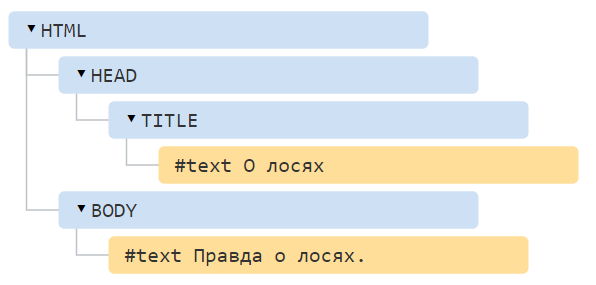 ▼ HTML
▼ HEAD
▼ TITLE
#text О лосях
▼ BODY
#text Правда о лосях.